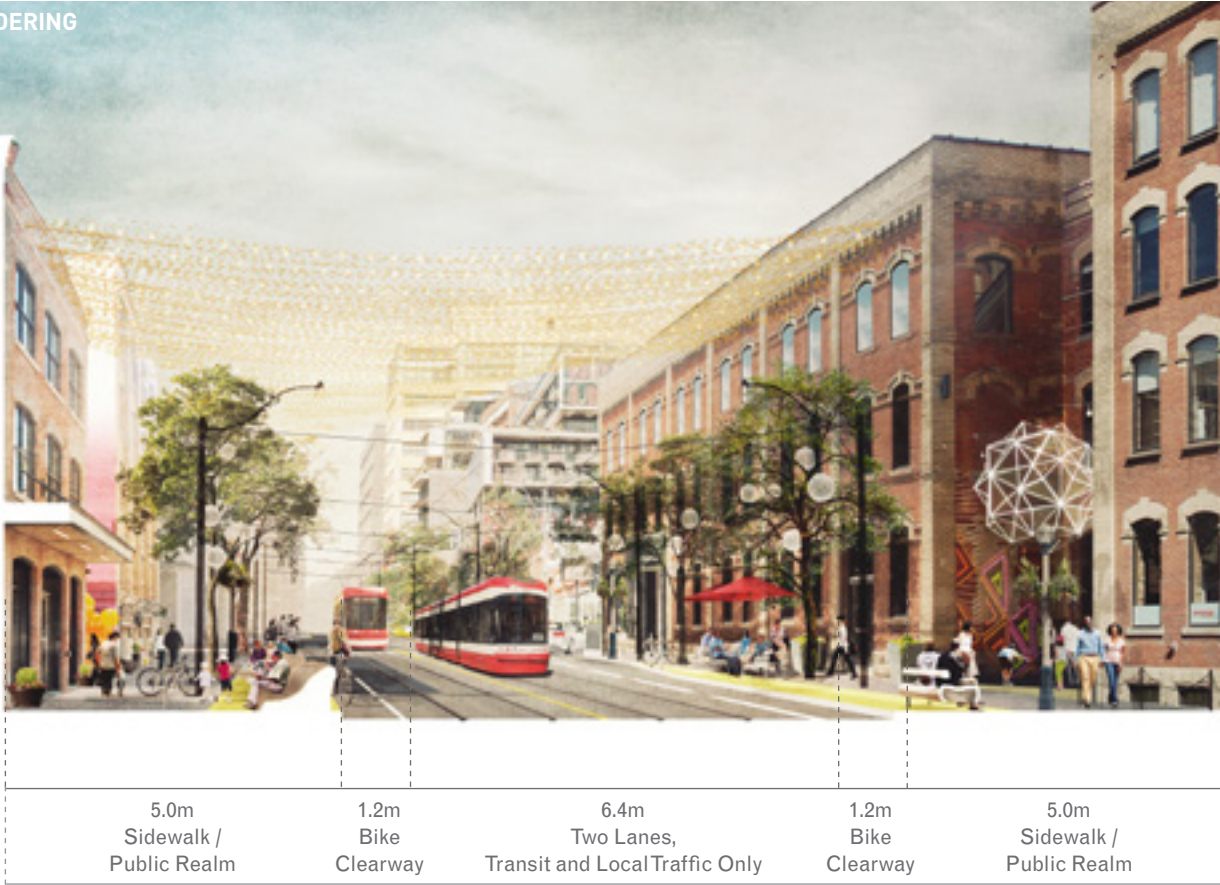 DERING
5.0m
Sidewalk /
Public Realm
1.2m
Bike
Clearway
6.4m
Two Lanes,
Transit and Local Traffic Only
1.2m
Bike
Clearway
5.0m
Sidewalk /
Public Realm